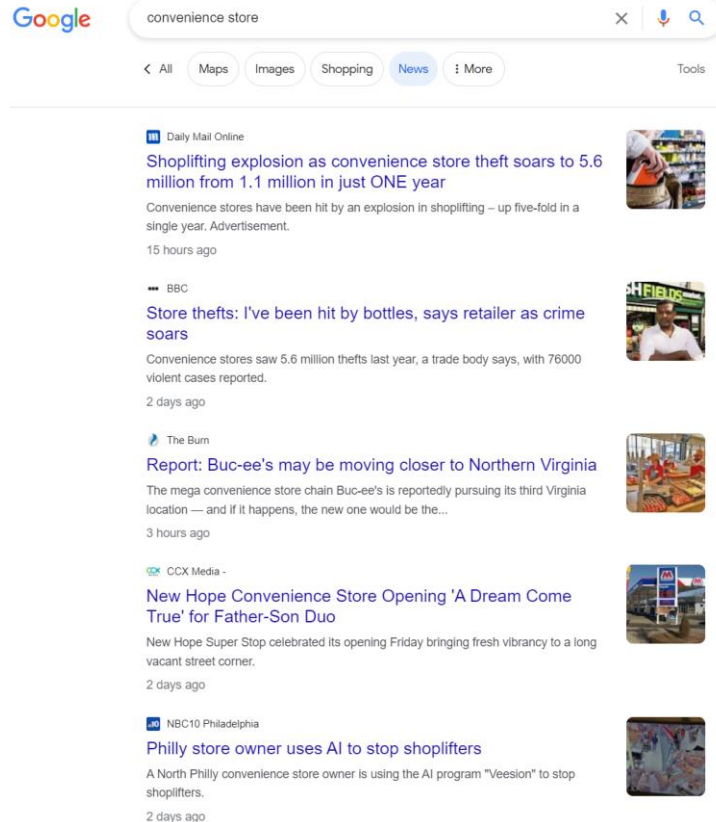 Google
convenience store
All Maps Images Shopping News More Tools
Daily Mail Online
Shoplifting explosion as convenience store theft soars to 5.6
million from 1.1 million in just ONE year
Convenience stores have been hit by an explosion in shoplifting – up five-fold in a
single year. Advertisement.
15 hours ago
BBC
H FIELDS
Store thefts: I've been hit by bottles, says retailer as crime
soars
Convenience stores saw 5.6 million thefts last year, a trade body says, with 76000
violent cases reported.
2 days ago
The Burn
Report: Buc-ee's may be moving closer to Northern Virginia
The mega convenience store chain Buc-ee's is reportedly pursuing its third Virginia
location — and if it happens, the new one would be the...
3 hours ago
CCX Media -
New Hope Convenience Store Opening 'A Dream Come
True' for Father-Son Duo
New Hope Super Stop celebrated its opening Friday bringing fresh vibrancy to a long
vacant street corner.
2 days ago
NBC10 Philadelphia
Philly store owner uses AI to stop shoplifters
A North Philly convenience store owner is using the AI program "Veesion" to stop
shoplifters.
2 days ago